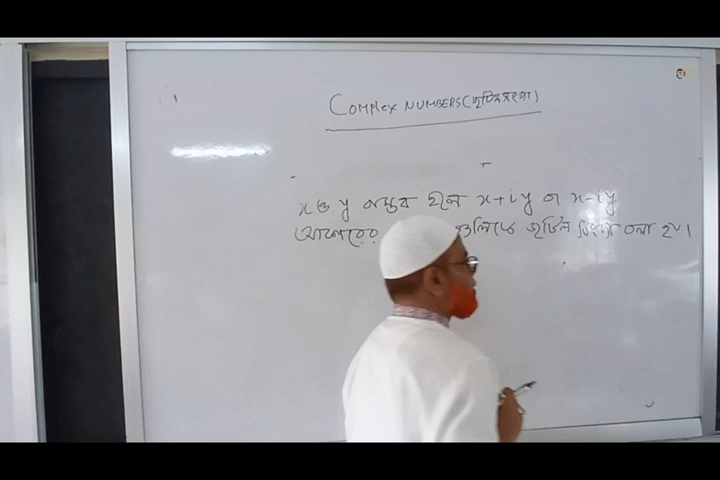 COMPLEX NUMBERS (জটিল সংখ্যা)
x ও y বাস্তব হলে x+iy বা x-iy
আকারের গুলিকে জটিল সংখ্যা বলা হয়।